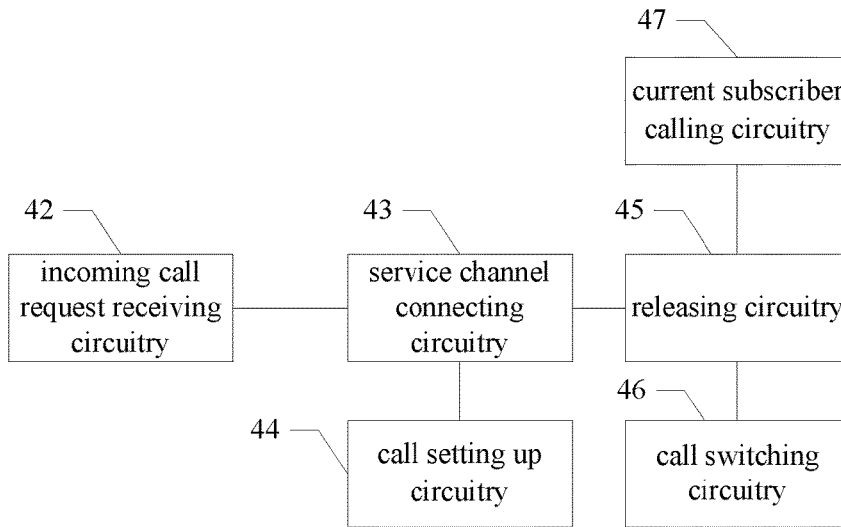 47
current subscriber
calling circuitry
42
43
45
incoming call
request receiving
circuitry
service channel
connecting
circuitry
releasing circuitry
44
call setting up
circuitry
46
call switching
circuitry